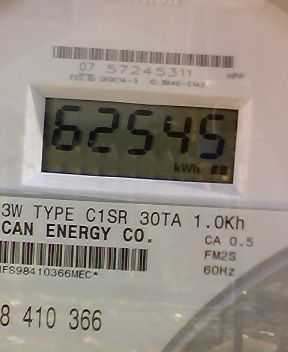 07 57245311
62545
kWh
3W TYPE C1SR 30TA 1.0Kh
CAN ENERGY CO.
CA 0.5
FM2S
60Hz
MFS98410366MEC*
8 410 366